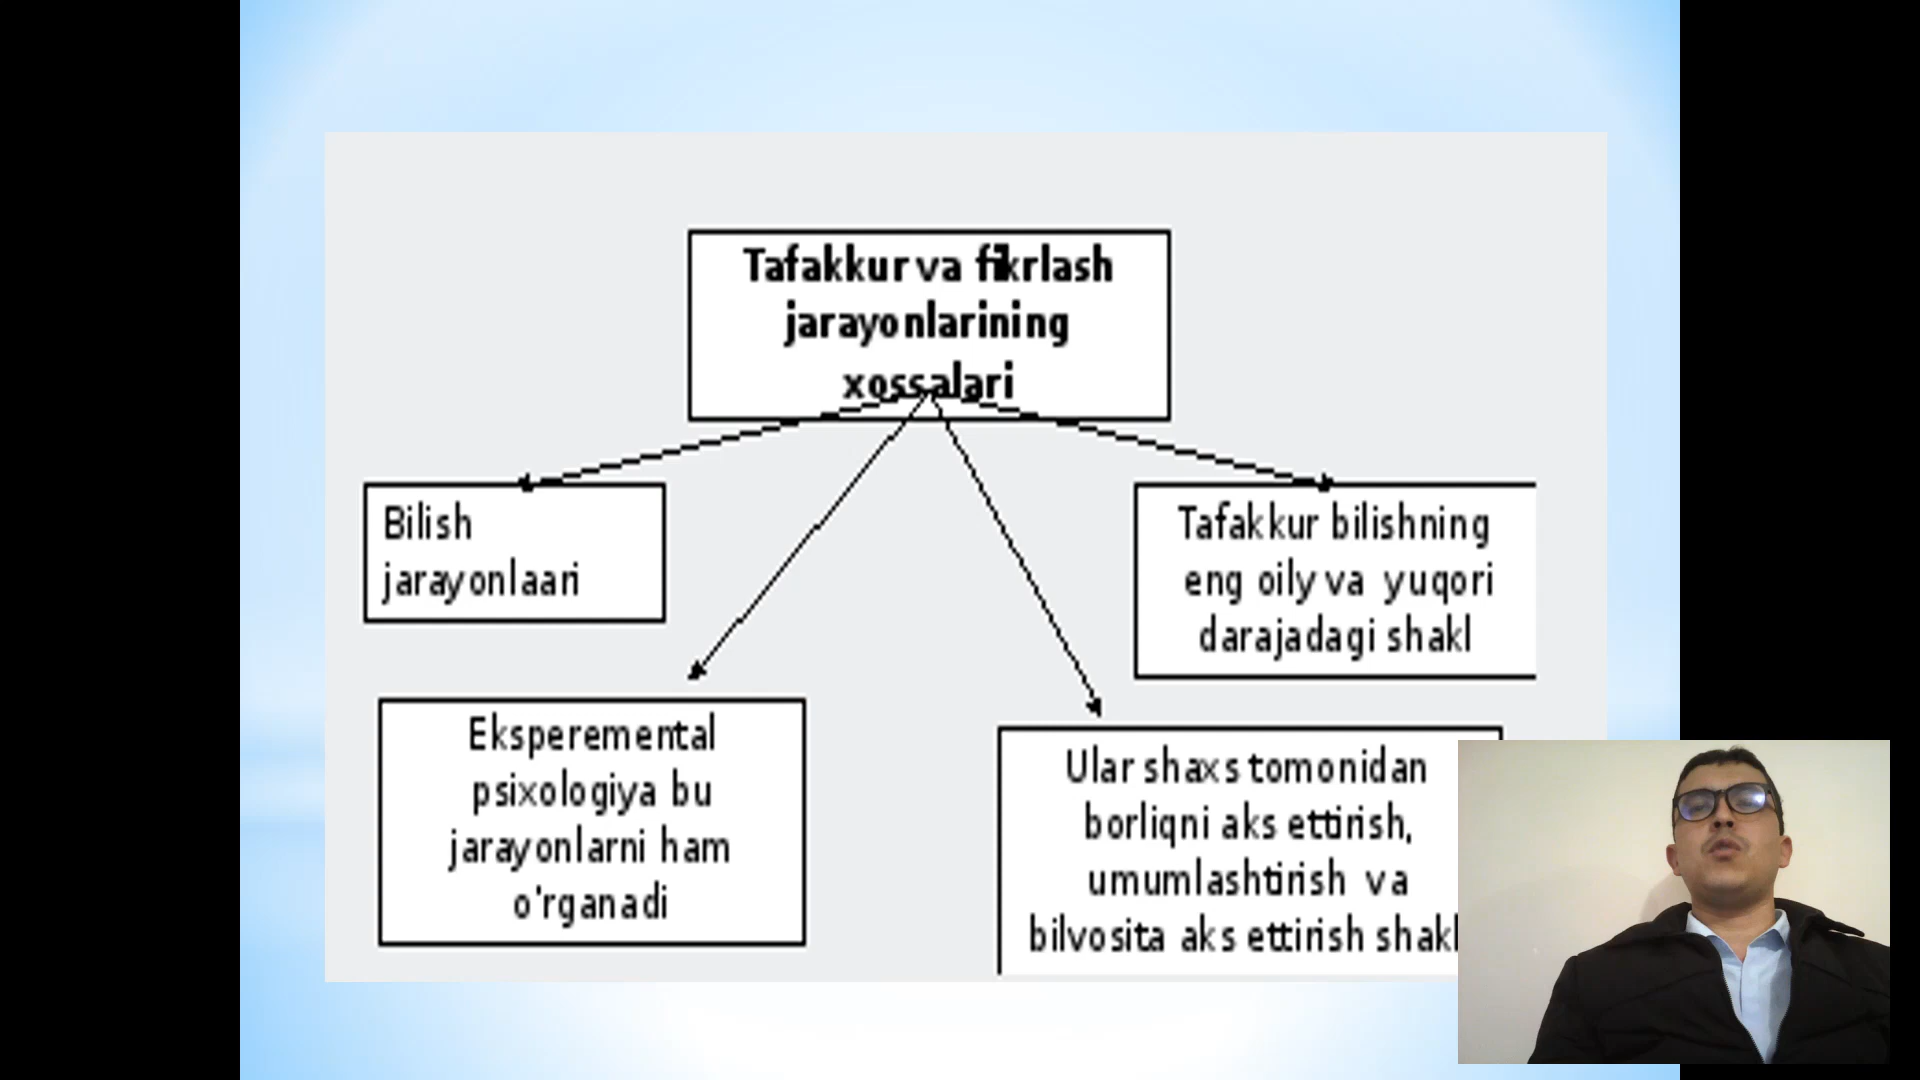 Tafakkur va fikrlash
jarayonlarining
xossalari
Bilish
jarayonlaari
Tafakkur bilishning
eng oily va yuqori
darajadagi shakl
Eksperemental
psixologiya bu
jarayonlarni ham
o'rganadi
Ular shaxs tomonidan
borliqni aks ettirish,
umumlashtirish va
bilvosita aks ettirish shakl